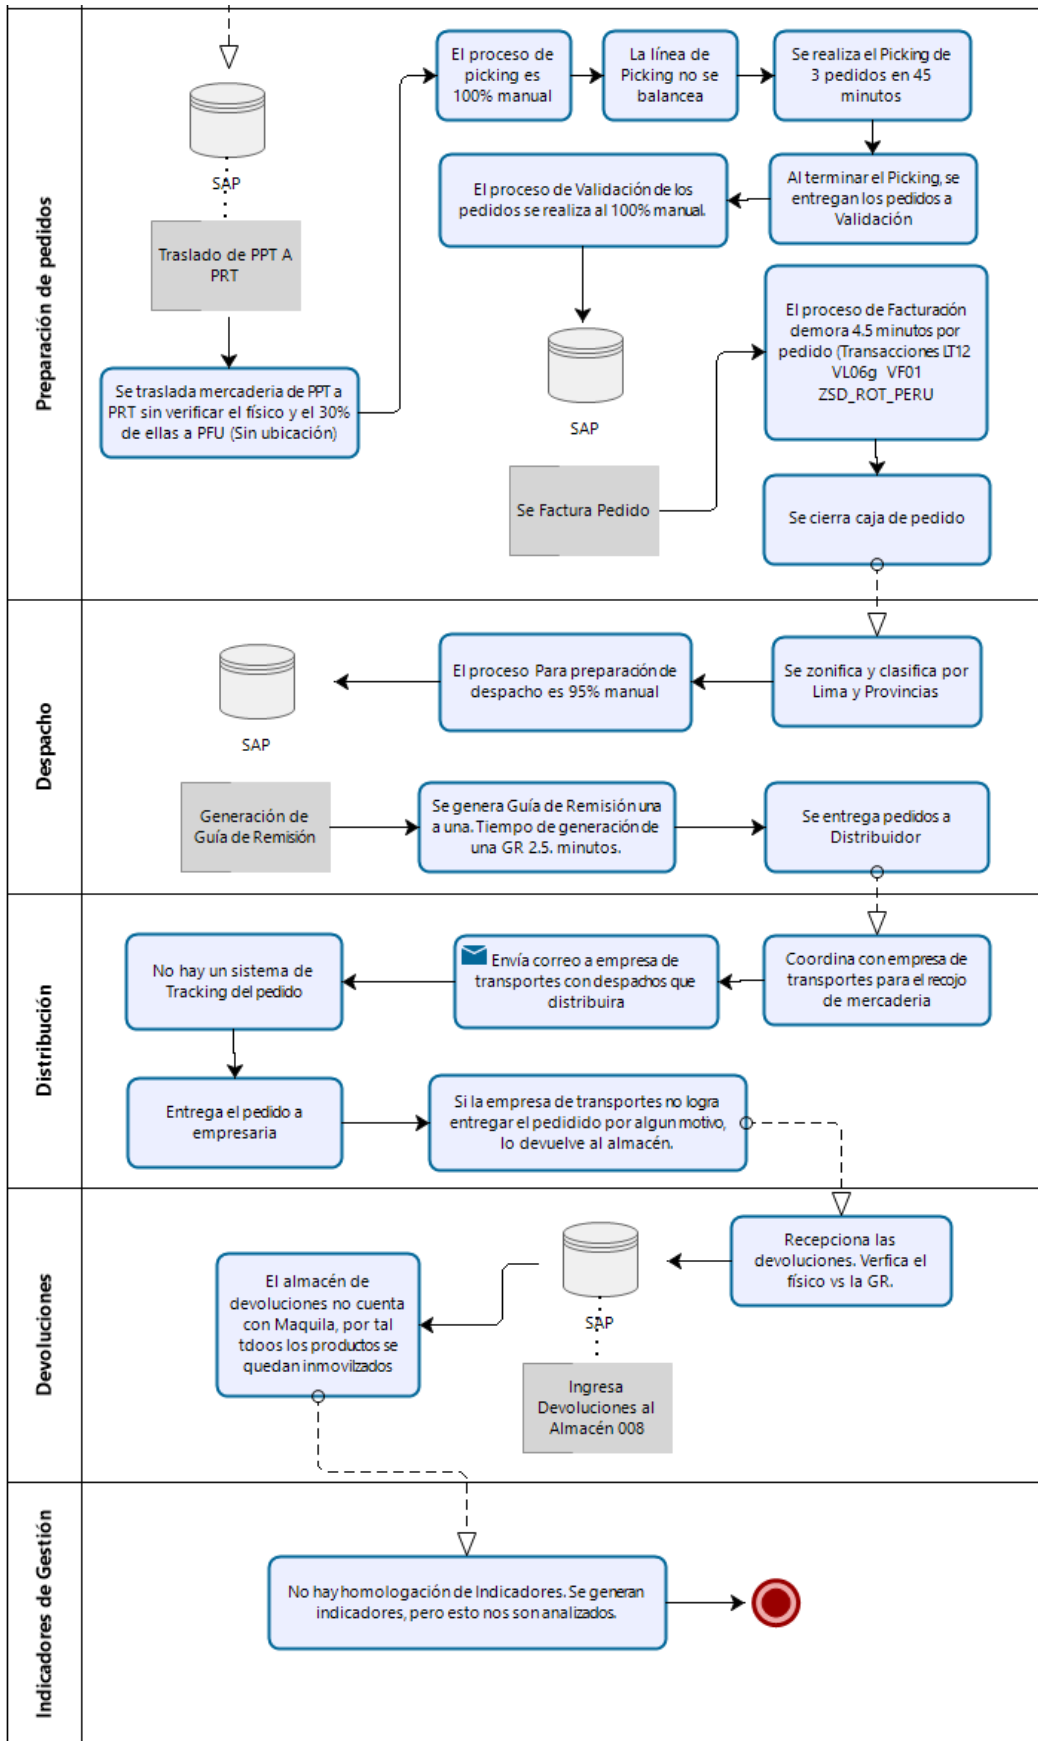 Preparación de pedidos
SAP
Traslado de PPT A
PRT
Se traslada mercaderia de PPT a
PRT sin verificar el físico y el 30%
de ellas a PFU (Sin ubicación)
El proceso de
picking es
100% manual
La línea de
Picking no se
balancea
Se realiza el Picking de
3 pedidos en 45
minutos
Al terminar el Picking, se
entregan los pedidos a
Validación
El proceso de Validación de los
pedidos se realiza al 100% manual.
SAP
Se Factura Pedido
El proceso de Facturación
demora 4.5 minutos por
pedido (Transacciones LT12
VL06g VF01
ZSD_ROT_PERU
Se cierra caja de pedido
Despacho
Se zonifica y clasifica por
Lima y Provincias
El proceso Para preparación de
despacho es 95% manual
SAP
Generación de
Guía de Remisión
Se genera Guía de Remisión una
a una. Tiempo de generación de
una GR 2.5. minutos.
Se entrega pedidos a
Distribuidor
Distribución
Coordina con empresa de
transportes para el recojo
de mercaderia
Envía correo a empresa de
transportes con despachos que
distribuira
No hay un sistema de
Tracking del pedido
Entrega el pedido a
empresaria
Si la empresa de transportes no logra
entregar el pedidido por algun motivo,
lo devuelve al almacén.
Devoluciones
Recepciona las
devoluciones. Verfica el
físico vs la GR.
SAP
Ingresa
Devoluciones al
Almacén 008
El almacén de
devoluciones no cuenta
con Maquila, por tal
tdoos los productos se
quedan inmovilzados
Indicadores de Gestión
No hay homologación de Indicadores. Se generan
indicadores, pero esto nos son analizados.